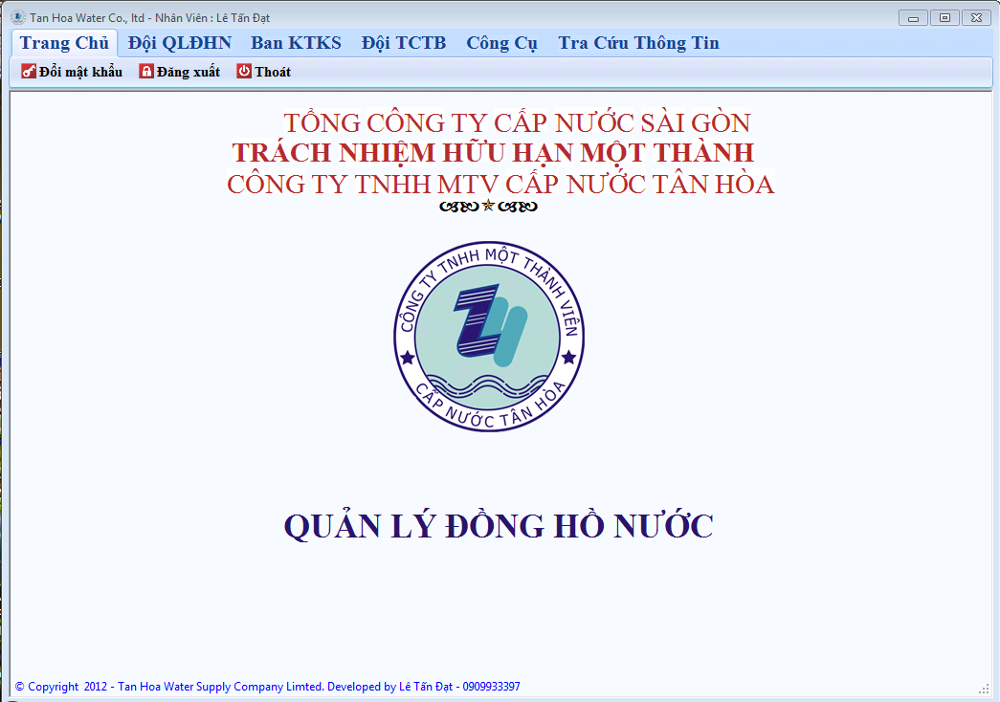 Tan Hoa Water Co., ltd - Nhân Viên : Lê Tấn Đạt
Trang Chủ Đội QLĐHN Ban KTKS Đội TCTB Công Cụ Tra Cứu Thông Tin
Đổi mật khẩu Đăng xuất Thoát
TỔNG CÔNG TY CẤP NƯỚC SÀI GÒN
TRÁCH NHIỆM HỮU HẠN MỘT THÀNH
CÔNG TY TNHH MTV CẤP NƯỚC TÂN HÒA
CÔNG TY TNHH MỘT THÀNH VIÊN
CẤP NƯỚC TÂN HÒA
QUẢN LÝ ĐỒNG HỒ NƯỚC
© Copyright 2012 - Tan Hoa Water Supply Company Limted. Developed by Lê Tấn Đạt - 0909933397